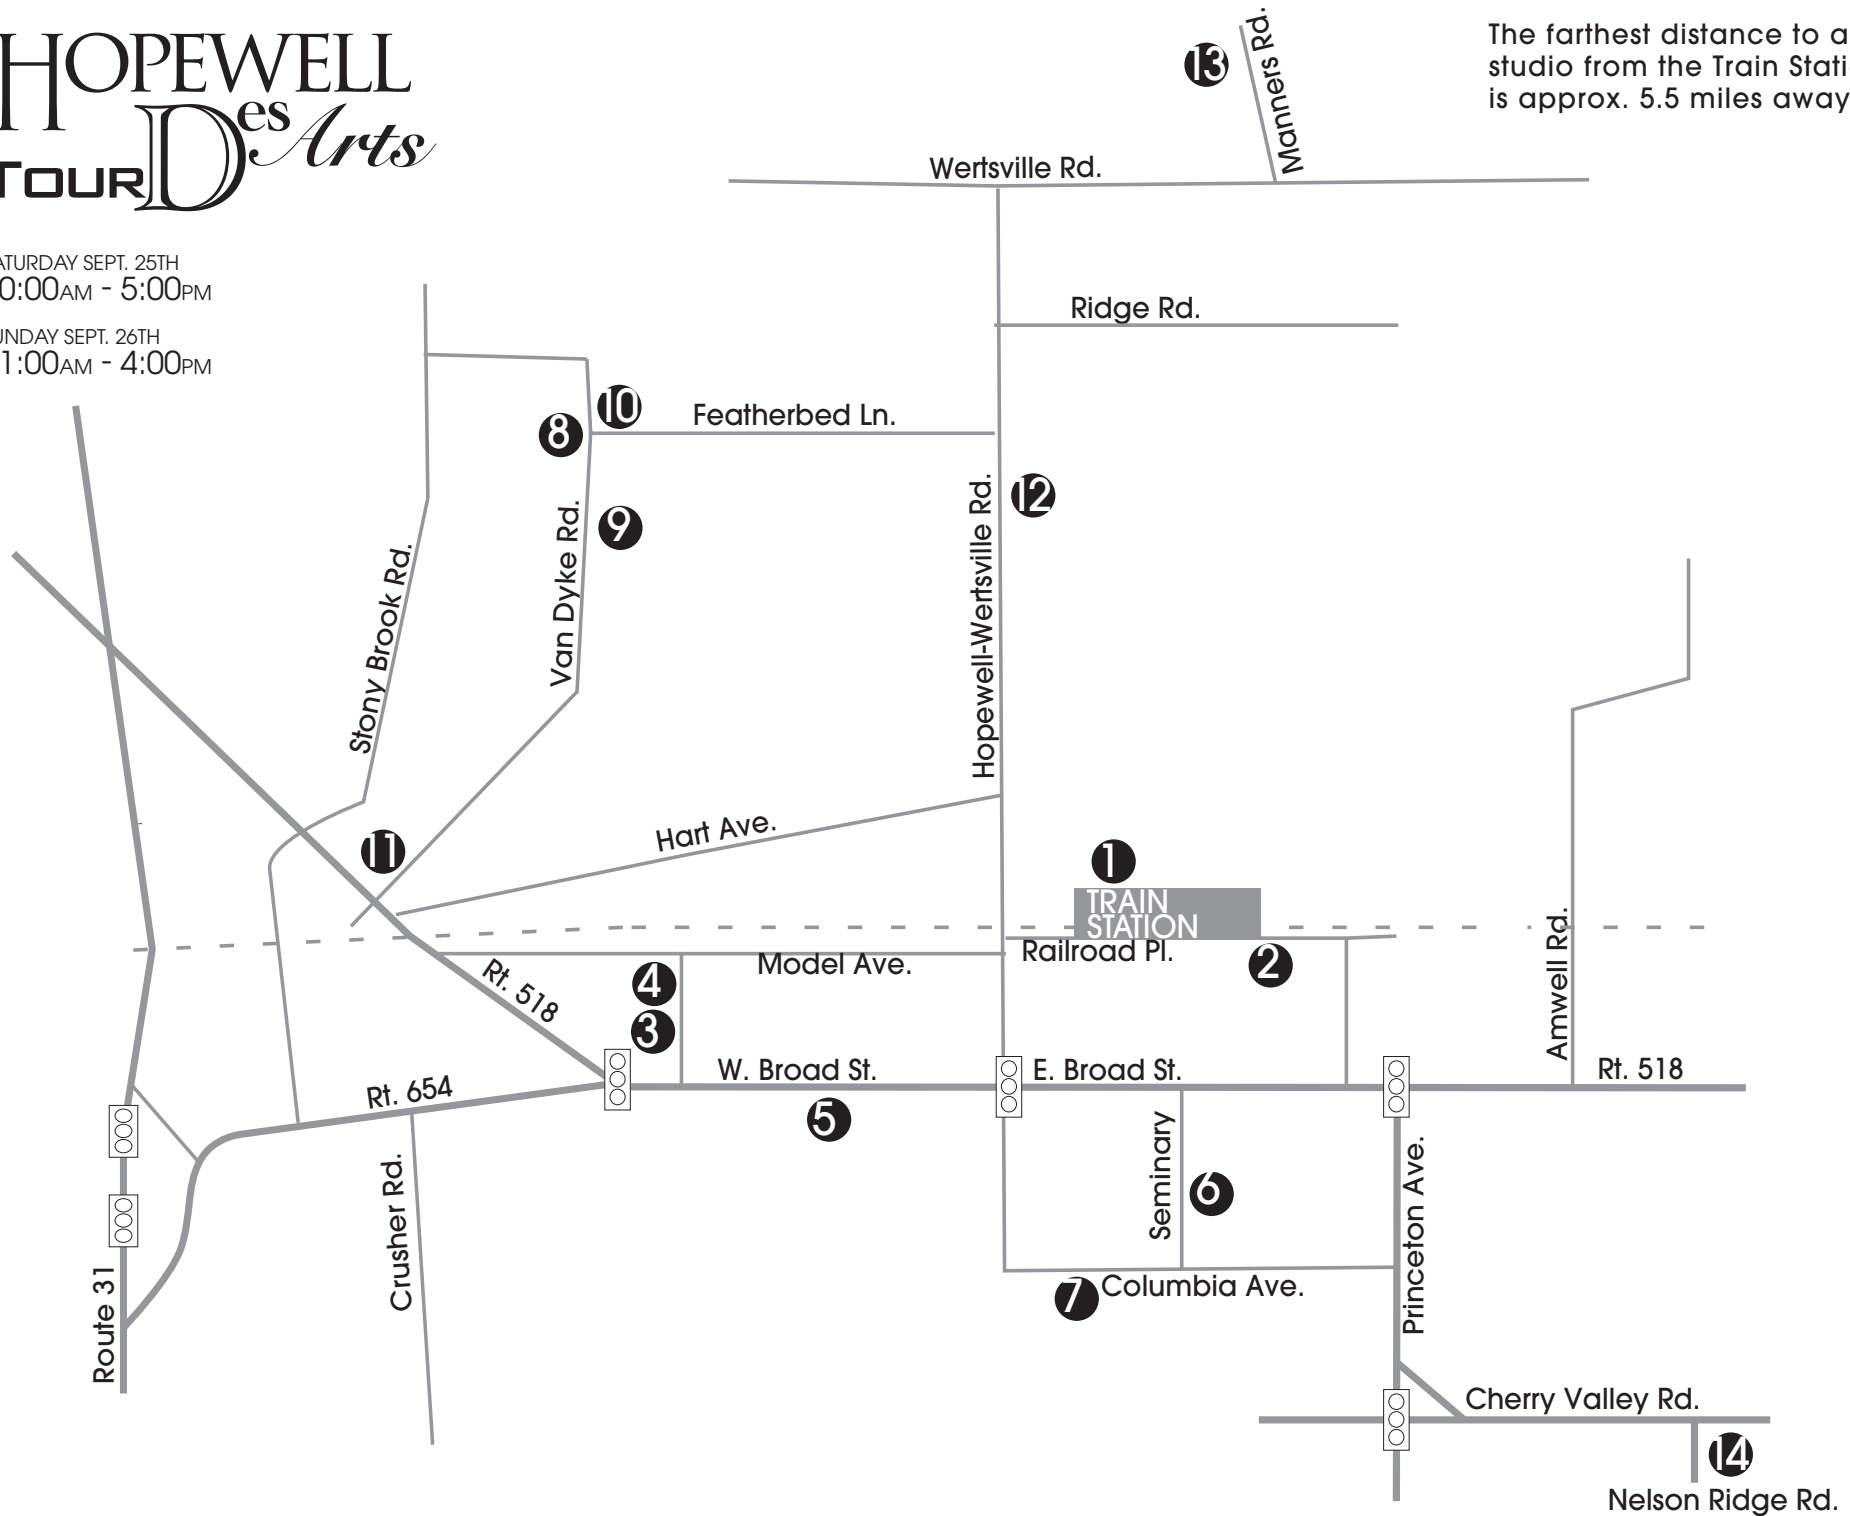 HOPEWELL
TOUR Des Arts
ATURDAY SEPT. 25TH
0:00AM - 5:00PM
UNDAY SEPT. 26TH
1:00AM - 4:00PM
The farthest distance to a
studio from the Train Stati
is approx. 5.5 miles away
13
Manners Rd.
Wertsville Rd.
Ridge Rd.
10
Featherbed Ln.
8
12
9
Hopewell-Wertsville Rd.
Van Dyke Rd.
Stony Brook Rd.
Hart Ave.
11
1
TRAIN
STATION
Railroad Pl.
2
Model Ave.
4
3
Rt. 518
Amwell Rd.
W. Broad St.
E. Broad St.
Rt. 518
Rt. 654
5
Seminary
6
Crusher Rd.
Princeton Ave.
Route 31
7
Columbia Ave.
Cherry Valley Rd.
14
Nelson Ridge Rd.